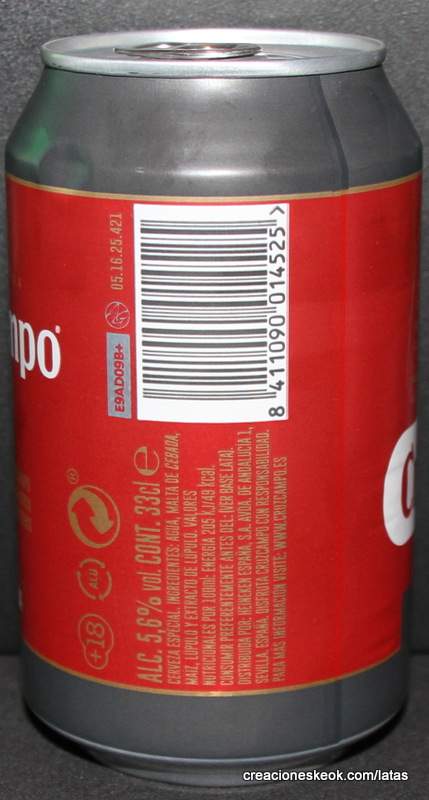 mpo®
05.16.25.421
E9AD09B+
8 411090 014525 >
®
ALU
+18
ALC. 5,6% vol. CONT. 33cl e
CERVEZA ESPECIAL. INGREDIENTES: AGUA, MALTA DE CEBADA,
MAÍZ, LÚPULO Y EXTRACTO DE LÚPULO. VALORES
NUTRICIONALES POR 100ml: ENERGÍA 205 kJ/49 kcal.
CONSUMIR PREFERENTEMENTE ANTES DE: (VER BASE LATA).
DISTRIBUIDA POR: HEINEKEN ESPAÑA, S.A. AVDA. DE ANDALUCÍA 1,
SEVILLA. ESPAÑA. DISFRUTA CRUZCAMPO CON RESPONSABILIDAD.
PARA MÁS INFORMACIÓN VISITE: WWW.CRUZCAMPO.ES
creacioneskeok.com/latas